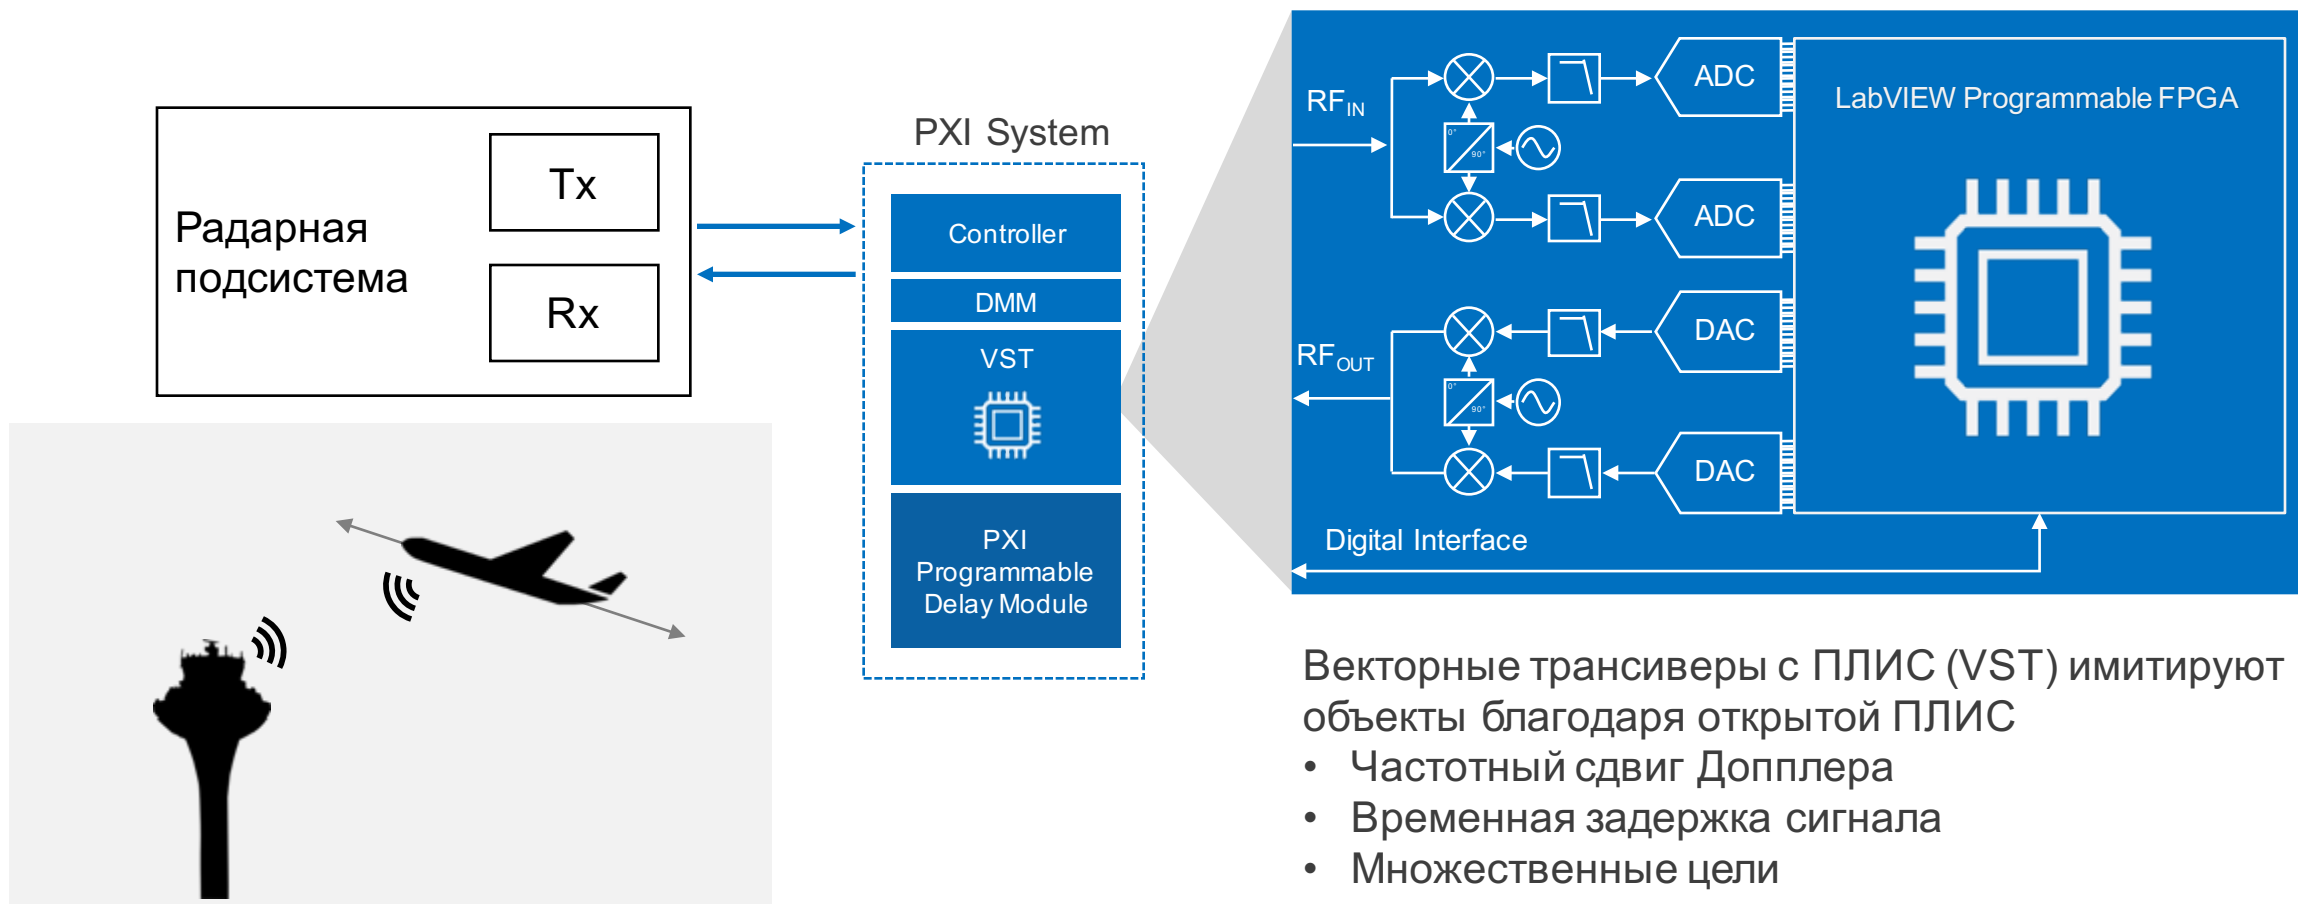 Радарная
подсистема
Tx
Rx
PXI System
Controller
DMM
VST
PXI
Programmable
Delay Module
RF_IN
RF_OUT
0°
90°
0°
90°
ADC
ADC
DAC
DAC
LabVIEW Programmable FPGA
Digital Interface
Векторные трансиверы с ПЛИС (VST) имитируют
объекты благодаря открытой ПЛИС
• Частотный сдвиг Допплера
• Временная задержка сигнала
• Множественные цели